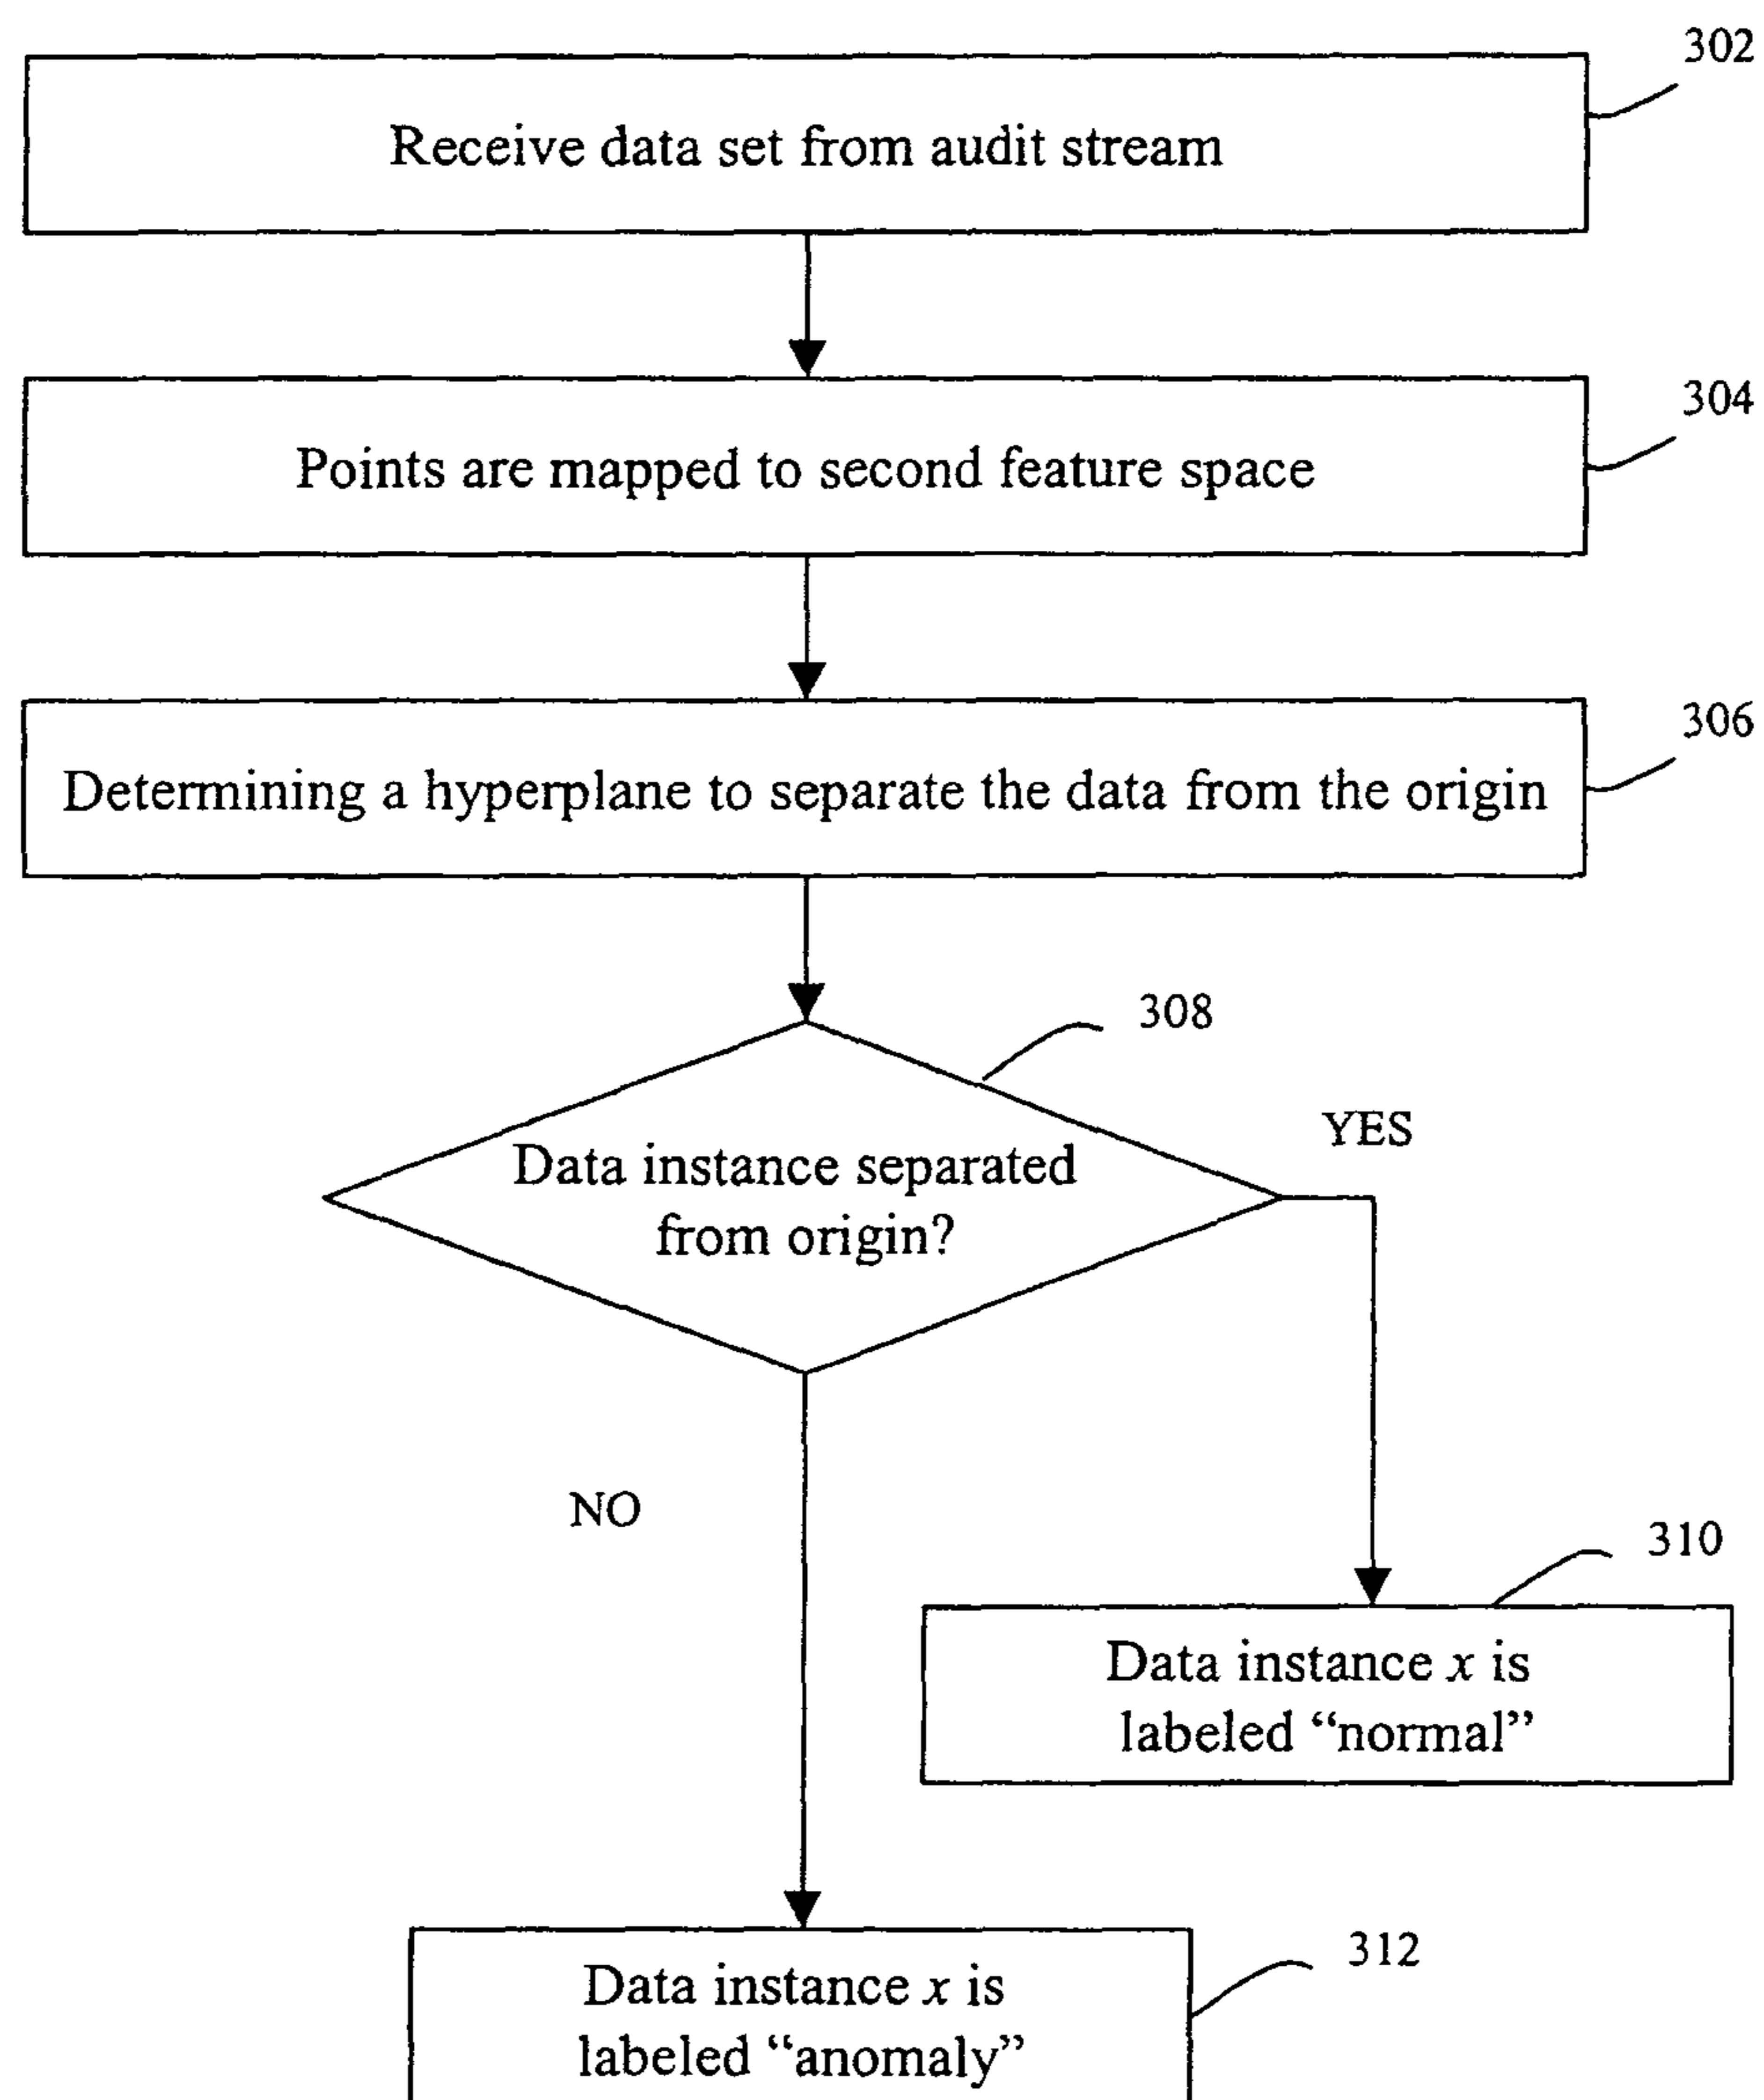 302
Receive data set from audit stream
304
Points are mapped to second feature space
306
Determining a hyperplane to separate the data from the origin
308
Data instance separated
from origin?
YES
NO
310
Data instance x is
labeled “normal”
312
Data instance x is
labeled “anomaly”